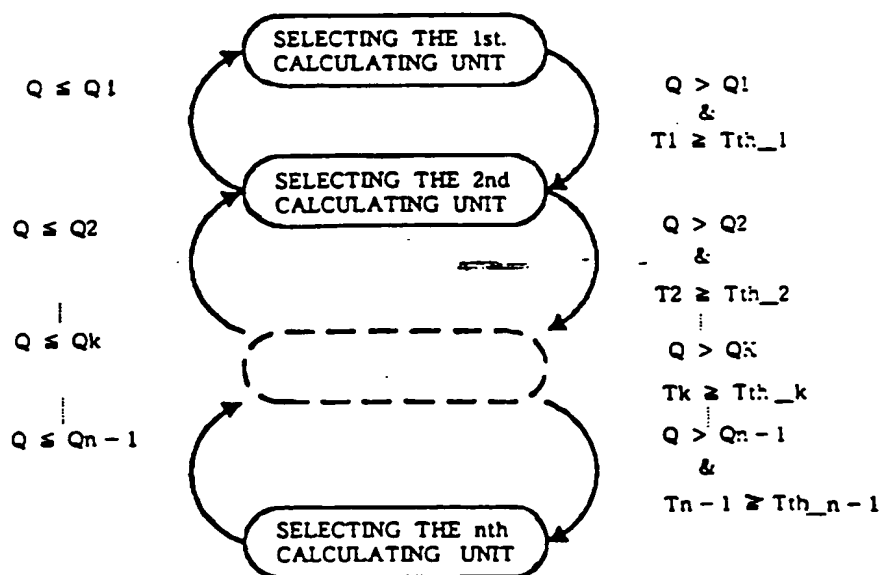 SELECTING THE 1st.
CALCULATING UNIT
Q ≦ Q1
Q > Q1
&
T1 ≧ Tth_1
SELECTING THE 2nd
CALCULATING UNIT
Q ≦ Q2
Q > Q2
&
T2 ≧ Tth_2
Q ≦ Qk
Q > QK
Tk ≧ Tth_k
Q ≦ Qn-1
Q > Qn-1
&
Tn-1 ≧ Tth_n-1
SELECTING THE nth
CALCULATING UNIT